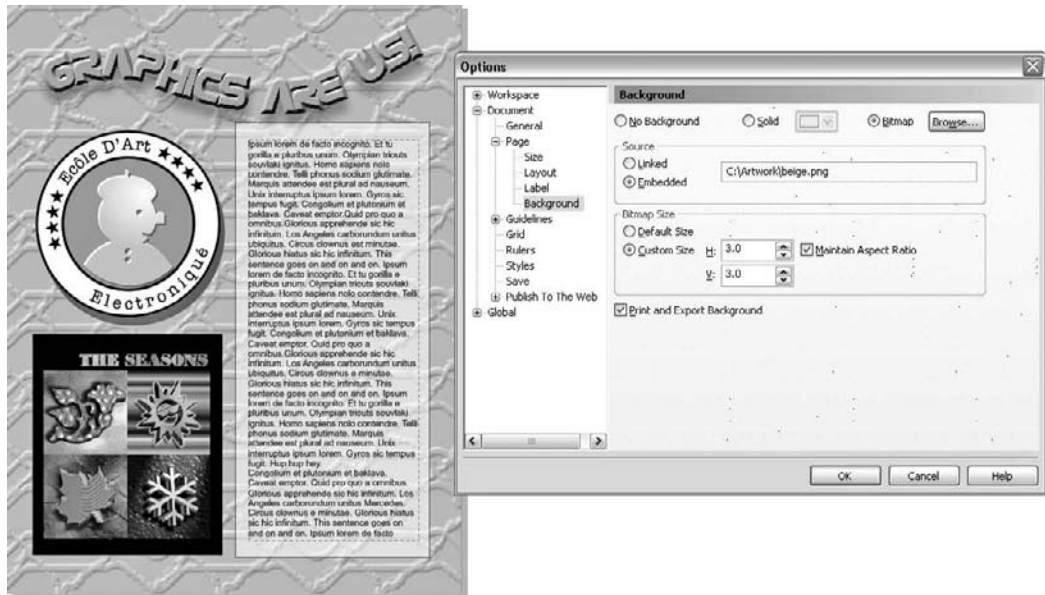 GRAPHICS ARE US!
Ecôle D'Art
Electroniqué
THE SEASONS
Ipsum lorem de facto incognito. Et tu
gorilla e pluribus unum. Olympian triouts
souvlaki ignitus. Homo sapiens nolo
contendre. Telli phonus sodium glutimate.
Marquis attendee est plural ad nauseum.
Unix interruptus ipsum lorem. Gyros sic
tempus fugit. Congolium et plutonium et
baklava. Caveat emptor.Quid pro quo a
omnibus.Glorious apprehende sic hic
infinitum. Los Angeles carborundum unitus
ubiquitus. Circus clownus est minutae.
Glorious hiatus sic hic infinitum. This
sentence goes on and on and on. Ipsum
lorem de facto incognito. Et tu gorilla e
pluribus unum. Olympian triouts souvlaki
ignitus. Homo sapiens nolo contendre. Telli
phonus sodium glutimate. Marquis
attendee est plural ad nauseum. Unix
interruptus ipsum lorem. Gyros sic tempus
fugit. Congolium et plutonium et baklava.
Caveat emptor. Quid pro quo a
omnibus.Glorious apprehende sic hic
infinitum. Los Angeles carborundum unitus
ubiquitus. Circus clownus e minutae.
Glorious hiatus sic hic infinitum. This
sentence goes on and on and on. Ipsum
lorem de facto incognito. Et tu gorilla e
pluribus unum. Olympian triouts souvlaki
ignitus. Homo sapiens nolo contendre. Telli
phonus sodium glutimate. Marquis
attendee est plural ad nauseum. Unix
interruptus ipsum lorem. Gyros sic tempus
fugit. Hup hup hey.
Congolium et plutonium et baklava.
Caveat emptor. Quid pro quo a omnibus.
Glorious apprehende sic hic infinitum. Los
Angeles carborundum unitus Mercedes.
Circus clownus e minutae. Glorious hiatus
sic hic infinitum. This sentence goes on
and on and on. Ipsum lorem de facto
Options
Workspace
Document
General
Page
Size
Layout
Label
Background
Guidelines
Grid
Rulers
Styles
Save
Publish To The Web
Global
Background
No Background Solid Bitmap Browse...
Source
Linked
Embedded C:\Artwork\beige.png
Bitmap Size
Default Size
Custom Size H: 3.0 Maintain Aspect Ratio
V: 3.0
Print and Export Background
OK Cancel Help